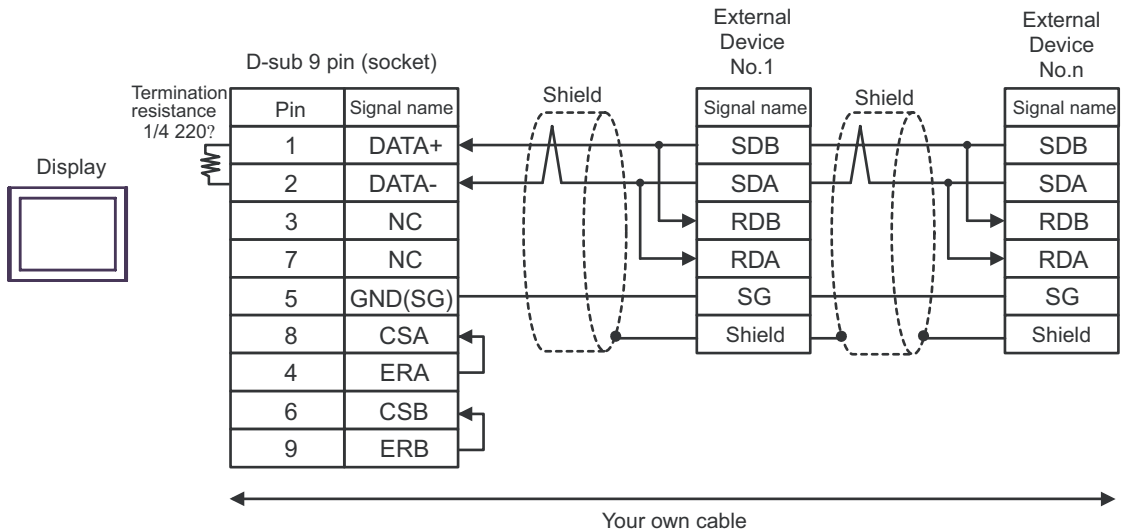 External
Device
No.1
External
Device
No.n
D-sub 9 pin (socket)
Termination
resistance
1/4 220?
Display
Pin Signal name
1 DATA+
2 DATA-
3 NC
7 NC
5 GND(SG)
8 CSA
4 ERA
6 CSB
9 ERB
Shield
Signal name
SDB
SDA
RDB
RDA
SG
Shield
Shield
Signal name
SDB
SDA
RDB
RDA
SG
Shield
Your own cable